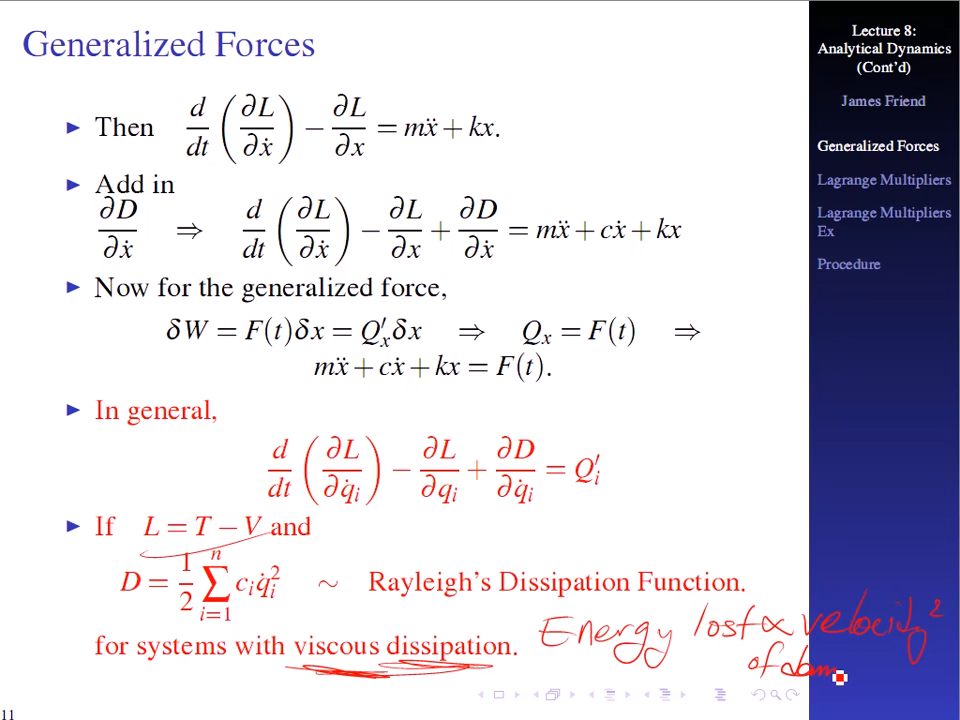 Generalized Forces
▶ Then d/dt (∂L/∂ẋ) − ∂L/∂x = mẍ + kx.
▶ Add in
∂D/∂ẋ ⇒ d/dt (∂L/∂ẋ) − ∂L/∂x + ∂D/∂ẋ = mẍ + cẋ + kx
▶ Now for the generalized force,
δW = F(t)δx = Q′ₓδx ⇒ Qₓ = F(t) ⇒
mẍ + cẋ + kx = F(t).
▶ In general,
d/dt (∂L/∂q̇ᵢ) − ∂L/∂qᵢ + ∂D/∂q̇ᵢ = Q′ᵢ
▶ If L = T − V and
D = 1/2 ∑ⁿᵢ₌₁ cᵢq̇ᵢ² ~ Rayleigh's Dissipation Function.
for systems with viscous dissipation.
Energy lost ∝ velocity²
of
11
Lecture 8:
Analytical Dynamics
(Cont'd)
James Friend
Generalized Forces
Lagrange Multipliers
Lagrange Multipliers
Ex
Procedure